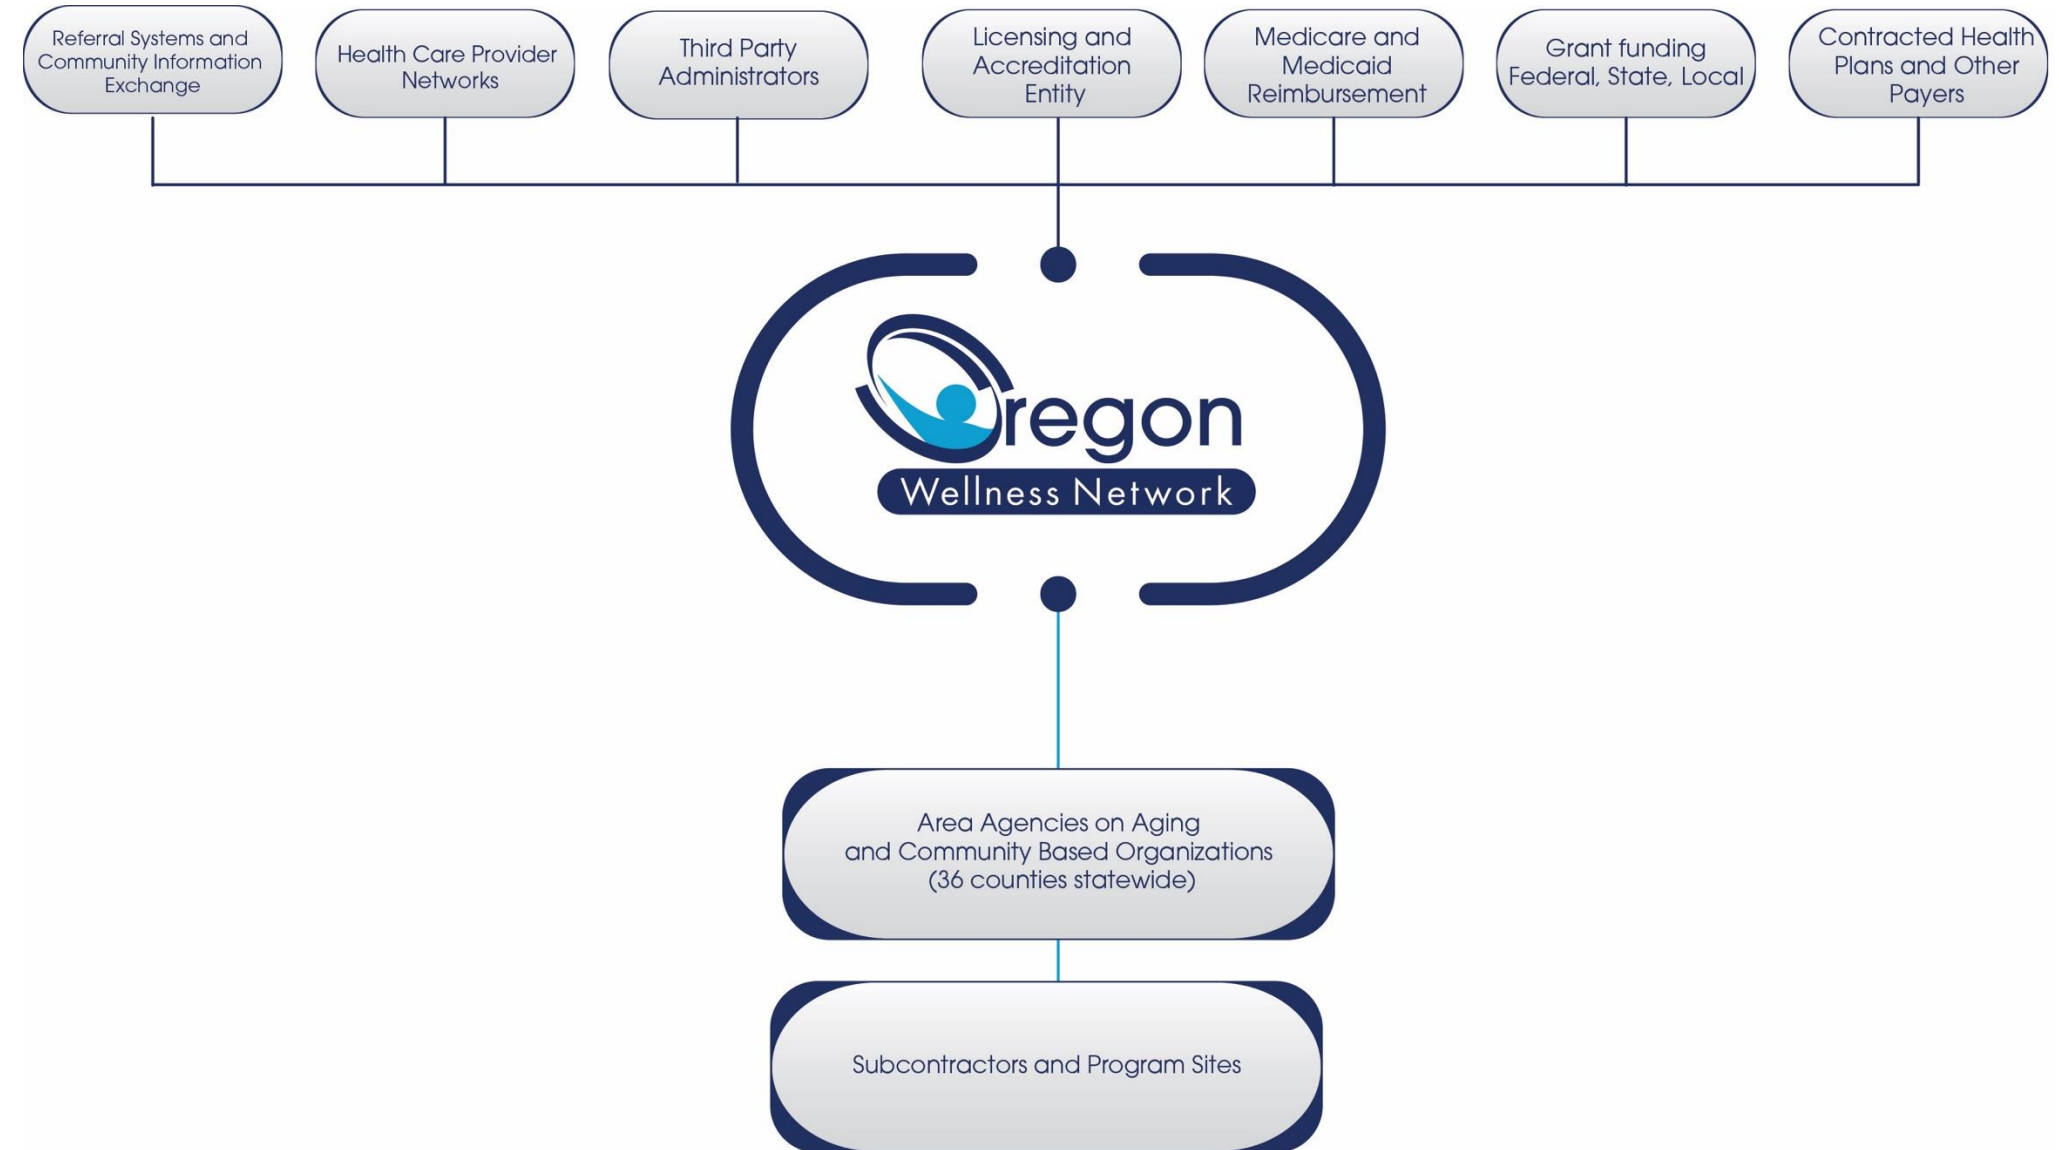 Referral Systems and
Community Information
Exchange
Health Care Provider
Networks
Third Party
Administrators
Licensing and
Accreditation
Entity
Medicare and
Medicaid
Reimbursement
Grant funding
Federal, State, Local
Contracted Health
Plans and Other
Payers
Oregon
Wellness Network
Area Agencies on Aging
and Community Based Organizations
(36 counties statewide)
Subcontractors and Program Sites